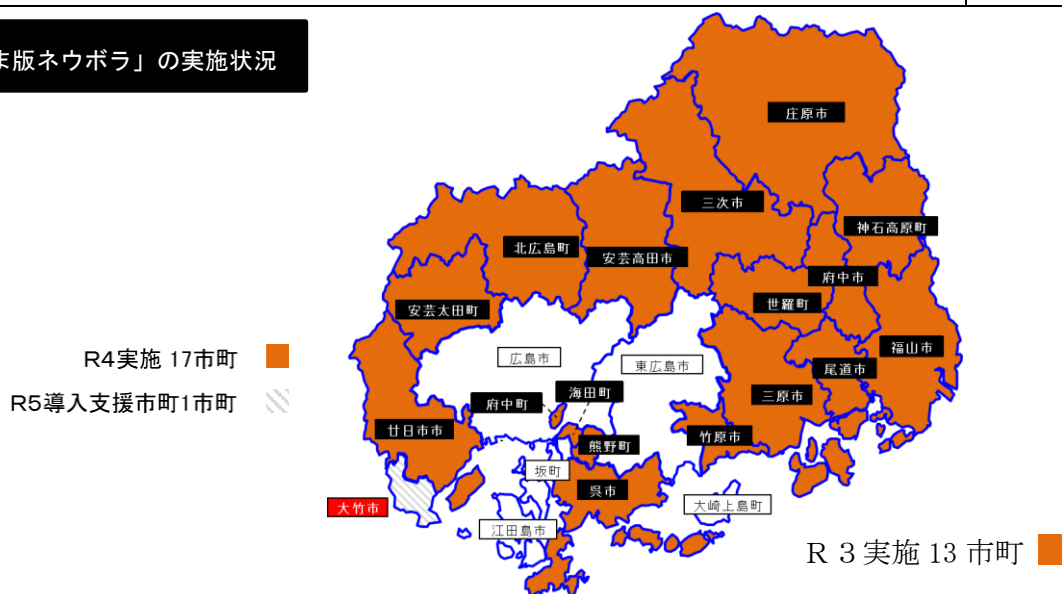 ま版ネウボラ」の実施状況
庄原市
三次市
神石高原町
北広島町
安芸高田市
府中市
世羅町
安芸太田町
福山市
広島市
東広島市
尾道市
R4実施 17市町
海田町
三原市
府中町
R5導入支援市町1市町
廿日市市
竹原市
熊野町
坂町
呉市
大竹市
大崎上島町
江田島市
R 3実施 13 市町